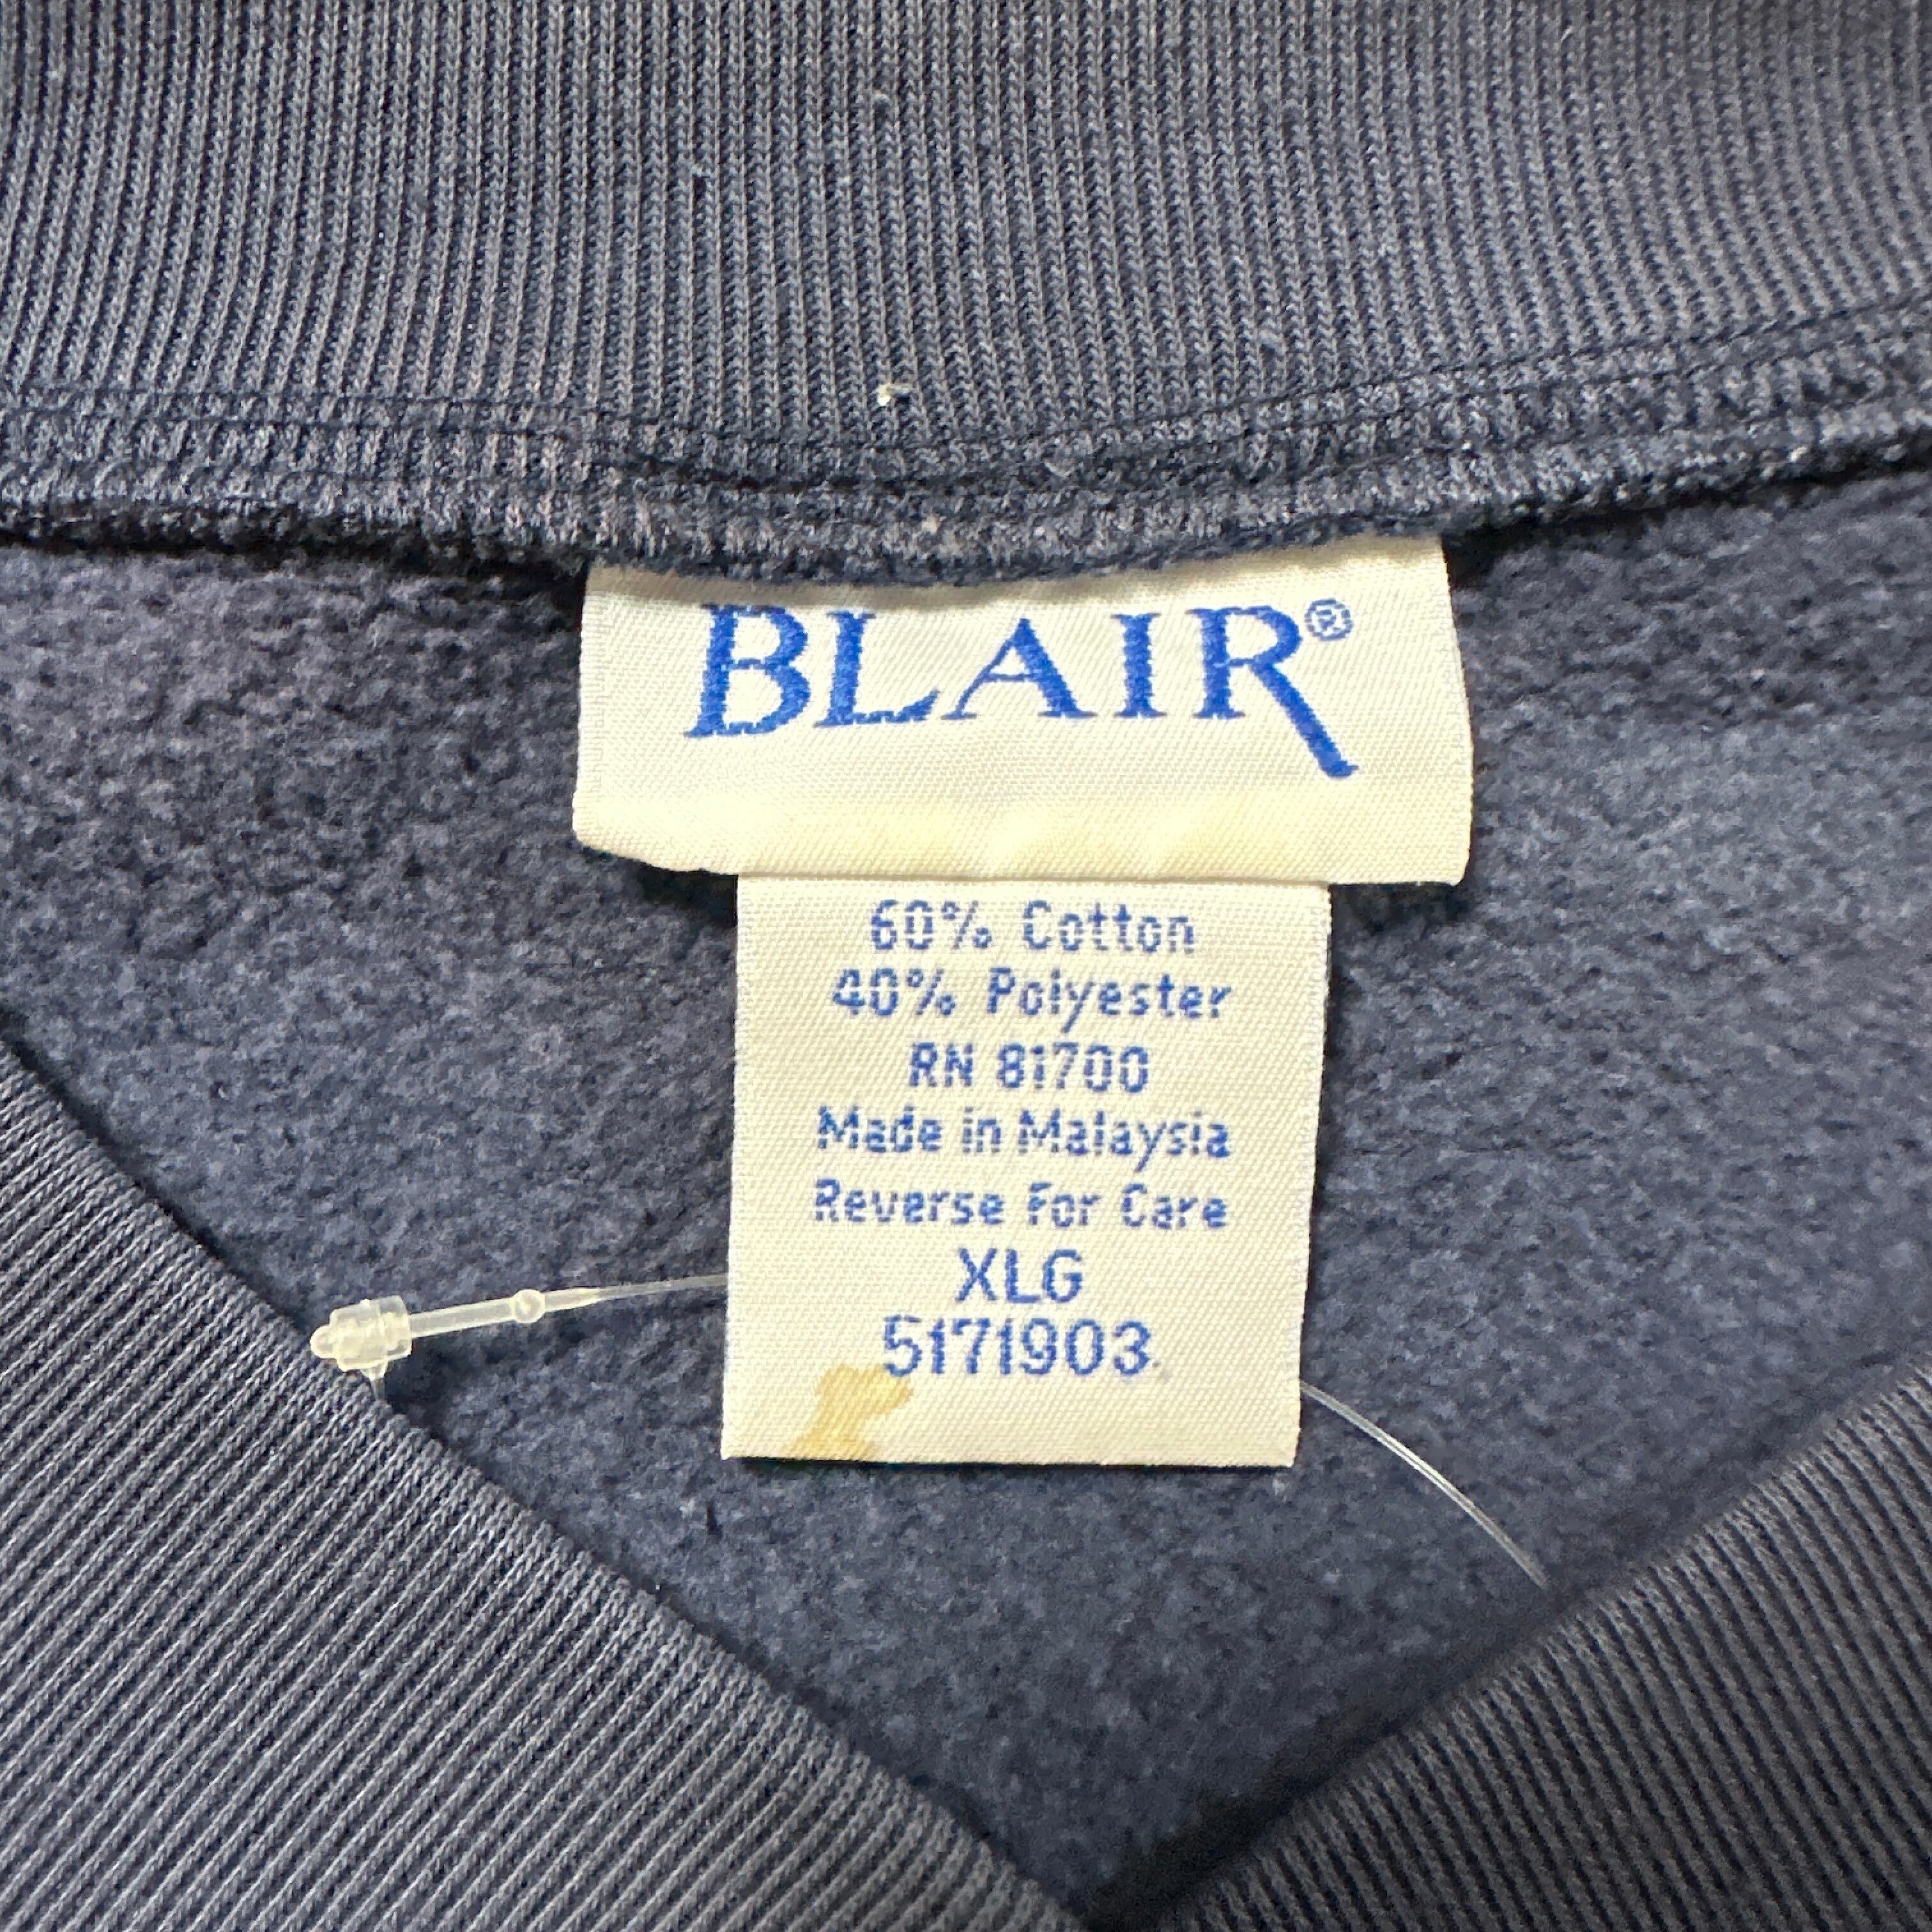 BLAIR®
60% Cotton
40% Polyester
RN 81700
Made in Malaysia
Reverse For Care
XLG
5171903